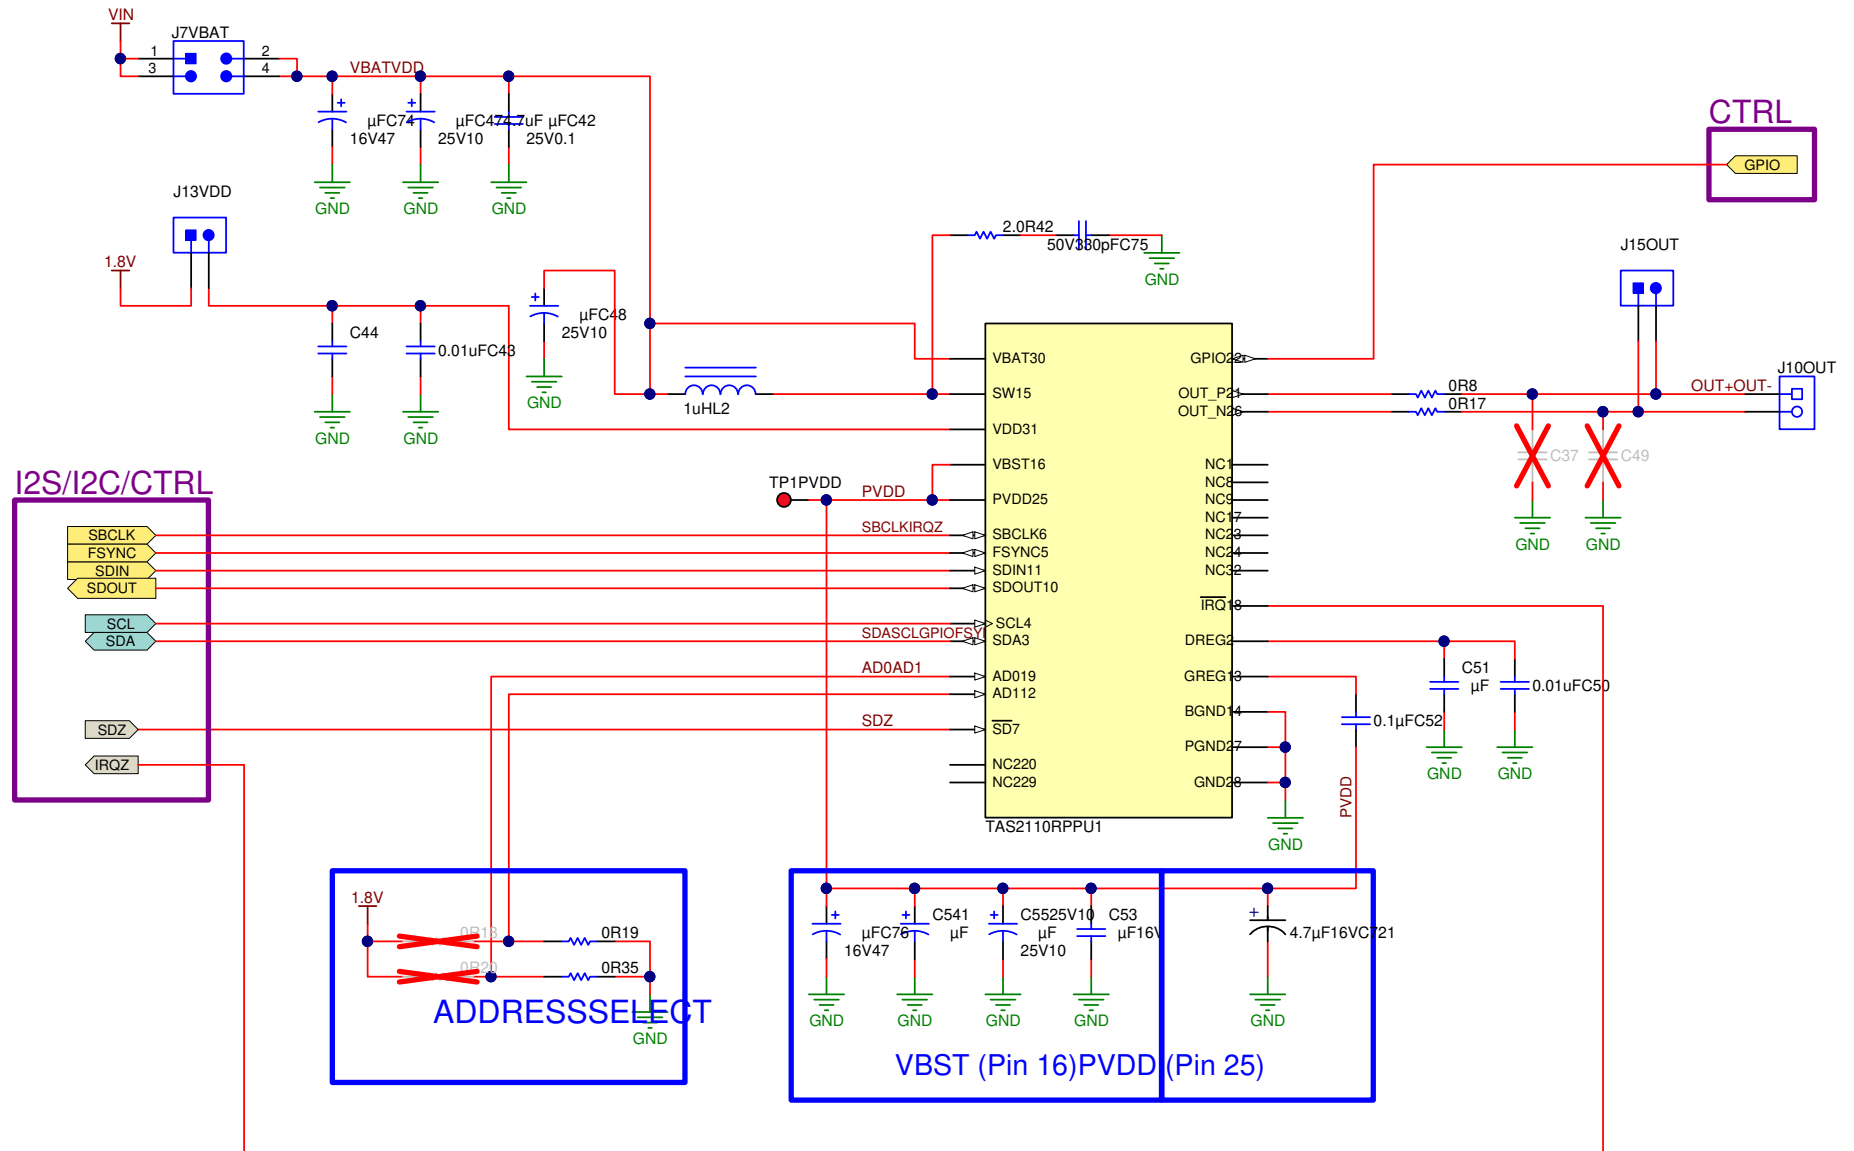 VIN
J7VBAT
1
2
3
4
VBATVDD
µFC74
16V47
µFC474.7uF
25V10
µFC42
25V0.1
GND
GND
GND
CTRL
GPIO
J13VDD
1.8V
C44
0.01uFC43
GND
GND
µFC48
25V10
GND
2.0R42
50V330pFC75
GND
1uHL2
J15OUT
J10OUT
OUT+OUT-
0R8
0R17
C37
C49
GND
GND
VBAT30
SW15
VDD31
VBST16
PVDD25
SBCLK6
FSYNC5
SDIN11
SDOUT10
SCL4
SDA3
AD019
AD112
SD7
NC220
NC229
GPIO22
OUT_P21
OUT_N26
NC1
NC8
NC9
NC17
NC23
NC24
NC32
IRQ18
DREG2
GREG13
BGND14
PGND27
GND28
TAS2110RPPU1
TP1PVDD
PVDD
SBCLKIRQZ
SDASCLGPIOFSY
AD0AD1
SDZ
I2S/I2C/CTRL
SBCLK
FSYNC
SDIN
SDOUT
SCL
SDA
SDZ
IRQZ
C51
µF
0.01uFC50
GND
GND
0.1µFC52
PVDD
GND
1.8V
0R18
0R20
0R19
0R35
GND
ADDRESSSELECT
µFC76
16V47
C541
µF
C5525V10
µF
25V10
C53
µF16V
4.7µF16VC721
GND
GND
GND
GND
GND
VBST (Pin 16)PVDD (Pin 25)